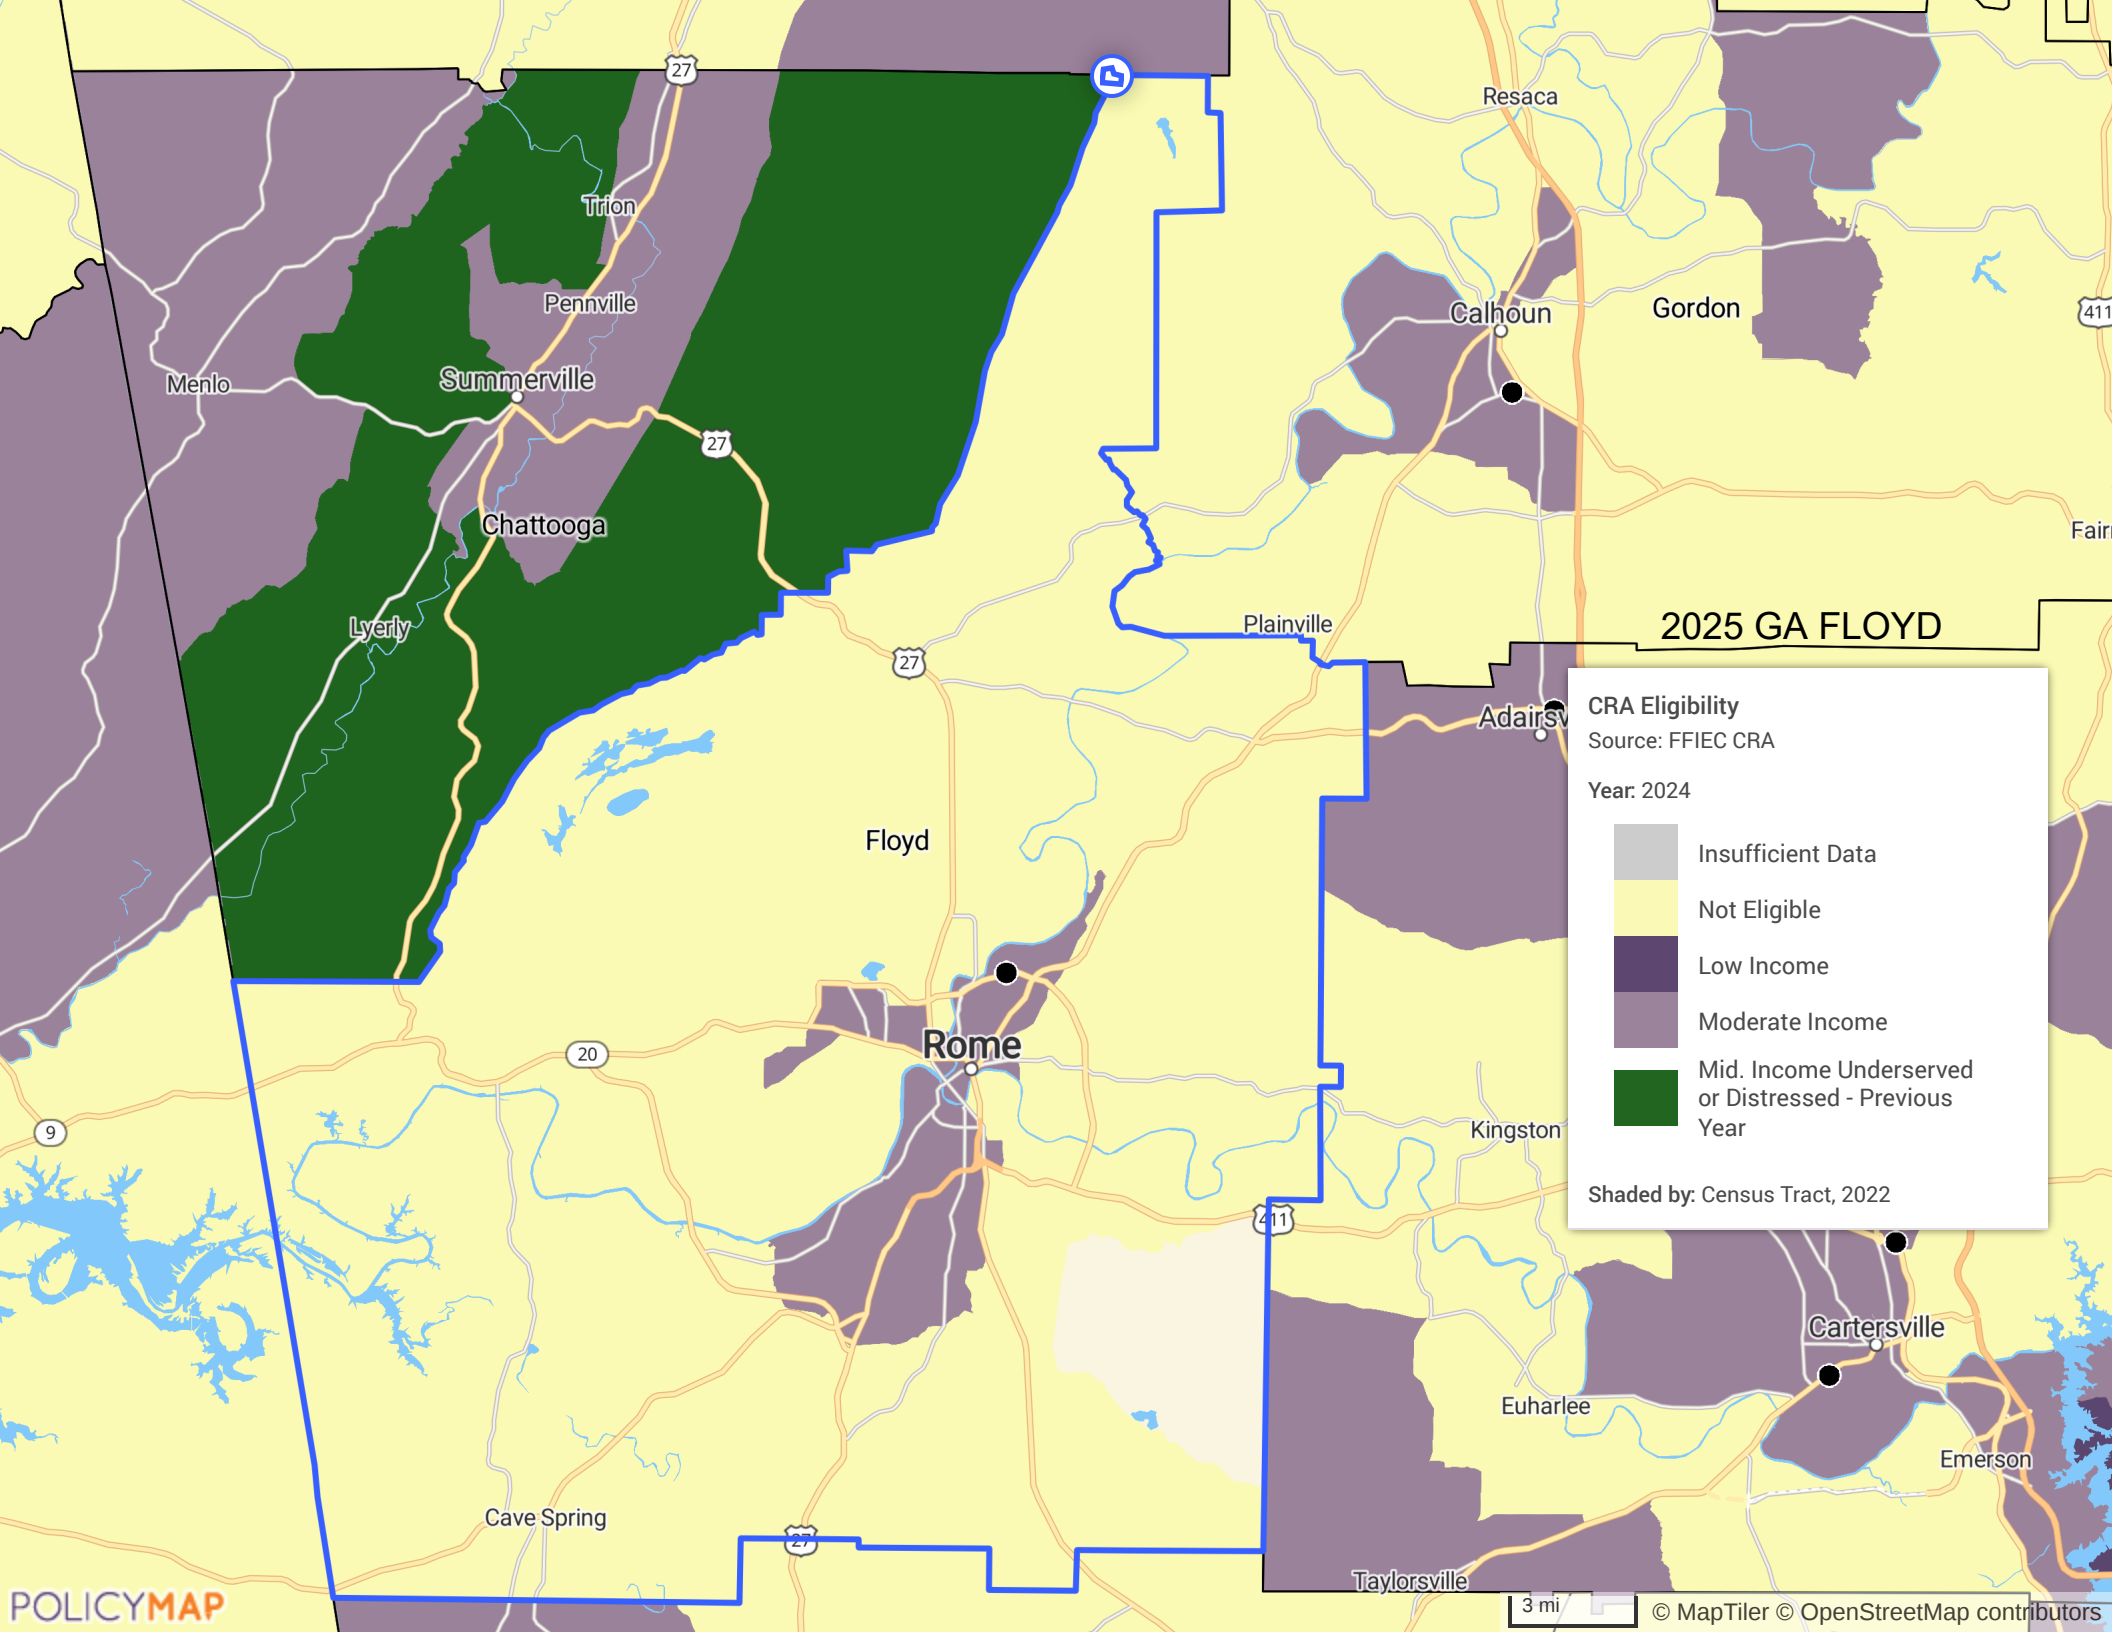 27
Resaca
Trion
Pennville
Calhoun
Gordon
411
Summerville
Menlo
27
Chattooga
Fair
Plainville
2025 GA FLOYD
Lyerly
27
Adairsv
CRA Eligibility
Source: FFIEC CRA
Year: 2024
Insufficient Data
Not Eligible
Low Income
Moderate Income
Mid. Income Underserved
or Distressed - Previous
Year
Shaded by: Census Tract, 2022
Floyd
Rome
20
9
Kingston
411
Cartersville
Euharlee
Emerson
Cave Spring
27
Taylorsville
POLICYMAP
3 mi
© MapTiler © OpenStreetMap contributors